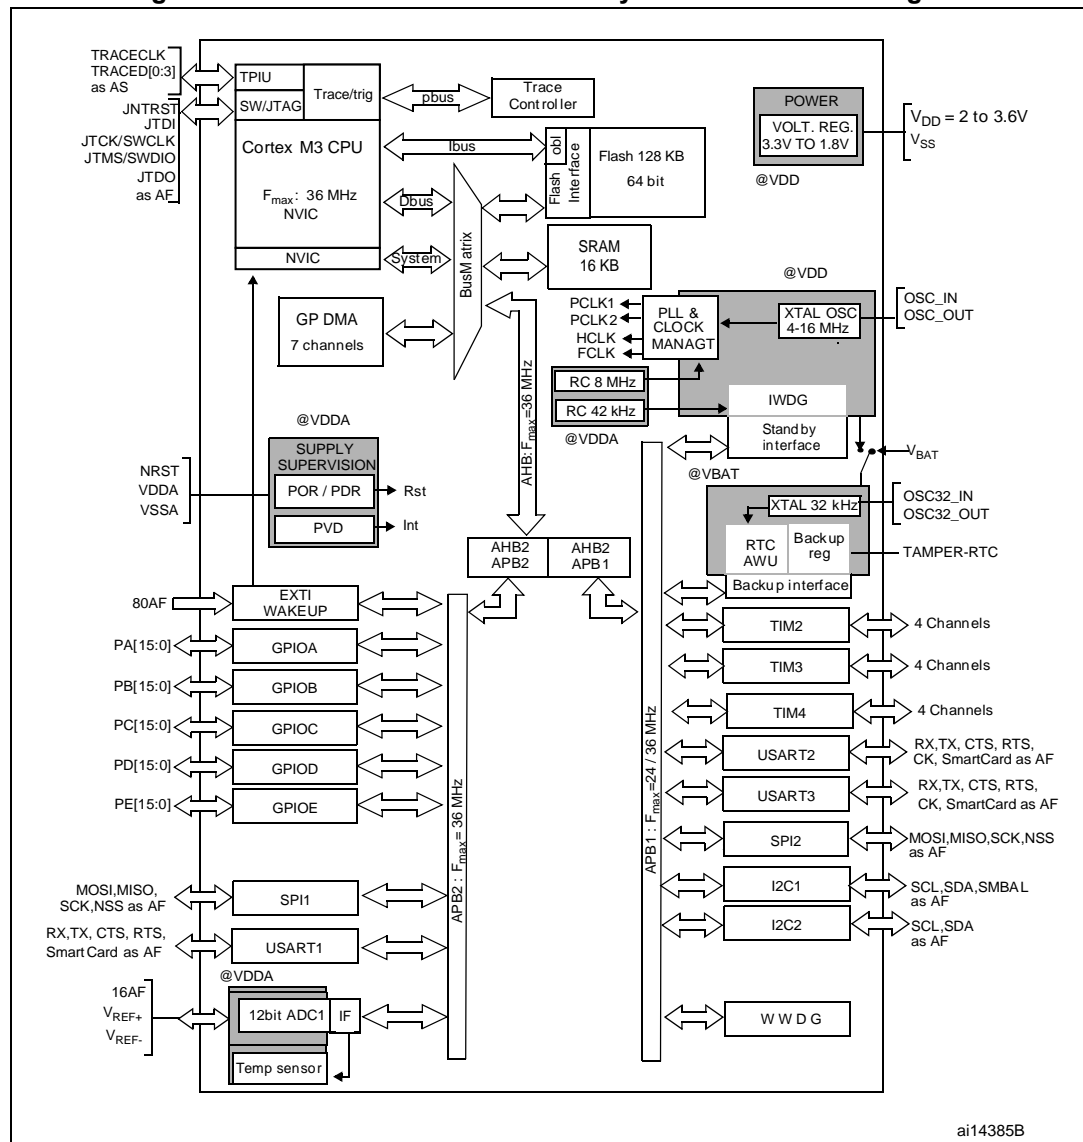 TRACECLK
TRACED[0:3]
as AS
JNTRST
JTDI
JTCK/SWCLK
JTMS/SWDIO
JTDO
as AF
TPIU
SW/JTAG
Trace/trig
Cortex M3 CPU
Fmax: 36 MHz
NVIC
NVIC
pbus
Trace
Controller
Ibus
Dbus
System
BusM atrix
Flash obl
Interface
Flash 128 KB
64 bit
SRAM
16 KB
GP DMA
7 channels
POWER
VOLT. REG.
3.3V TO 1.8V
@VDD
VDD = 2 to 3.6V
VSS
@VDD
PCLK1
PCLK2
HCLK
FCLK
PLL &
CLOCK
MANAGT
XTAL OSC
4-16 MHz
OSC_IN
OSC_OUT
RC 8 MHz
RC 42 kHz
@VDDA
IWDG
Stand by
interface
VBAT
@VBAT
XTAL 32 kHz
OSC32_IN
OSC32_OUT
RTC
AWU
Backup
reg
TAMPER-RTC
Backup interface
AHB: Fmax=36 MHz
@VDDA
SUPPLY
SUPERVISION
POR / PDR
Rst
PVD
Int
NRST
VDDA
VSSA
AHB2
APB2
AHB2
APB1
80AF
EXTI
WAKEUP
PA[15:0]
GPIOA
PB[15:0]
GPIOB
PC[15:0]
GPIOC
PD[15:0]
GPIOD
PE[15:0]
GPIOE
MOSI,MISO,
SCK,NSS as AF
SPI1
RX,TX, CTS, RTS,
Smart Card as AF
USART1
@VDDA
16AF
VREF+
VREF-
12bit ADC1
IF
Temp sensor
APB2 : Fmax= 36 MHz
APB1 : Fmax=24 / 36 MHz
TIM2
4 Channels
TIM3
4 Channels
TIM4
4 Channels
USART2
RX,TX, CTS, RTS,
CK, SmartCard as AF
USART3
RX,TX, CTS, RTS,
CK, SmartCard as AF
SPI2
MOSI,MISO,SCK,NSS
as AF
I2C1
SCL,SDA,SMBAL
as AF
I2C2
SCL,SDA
as AF
W W D G
ai14385B